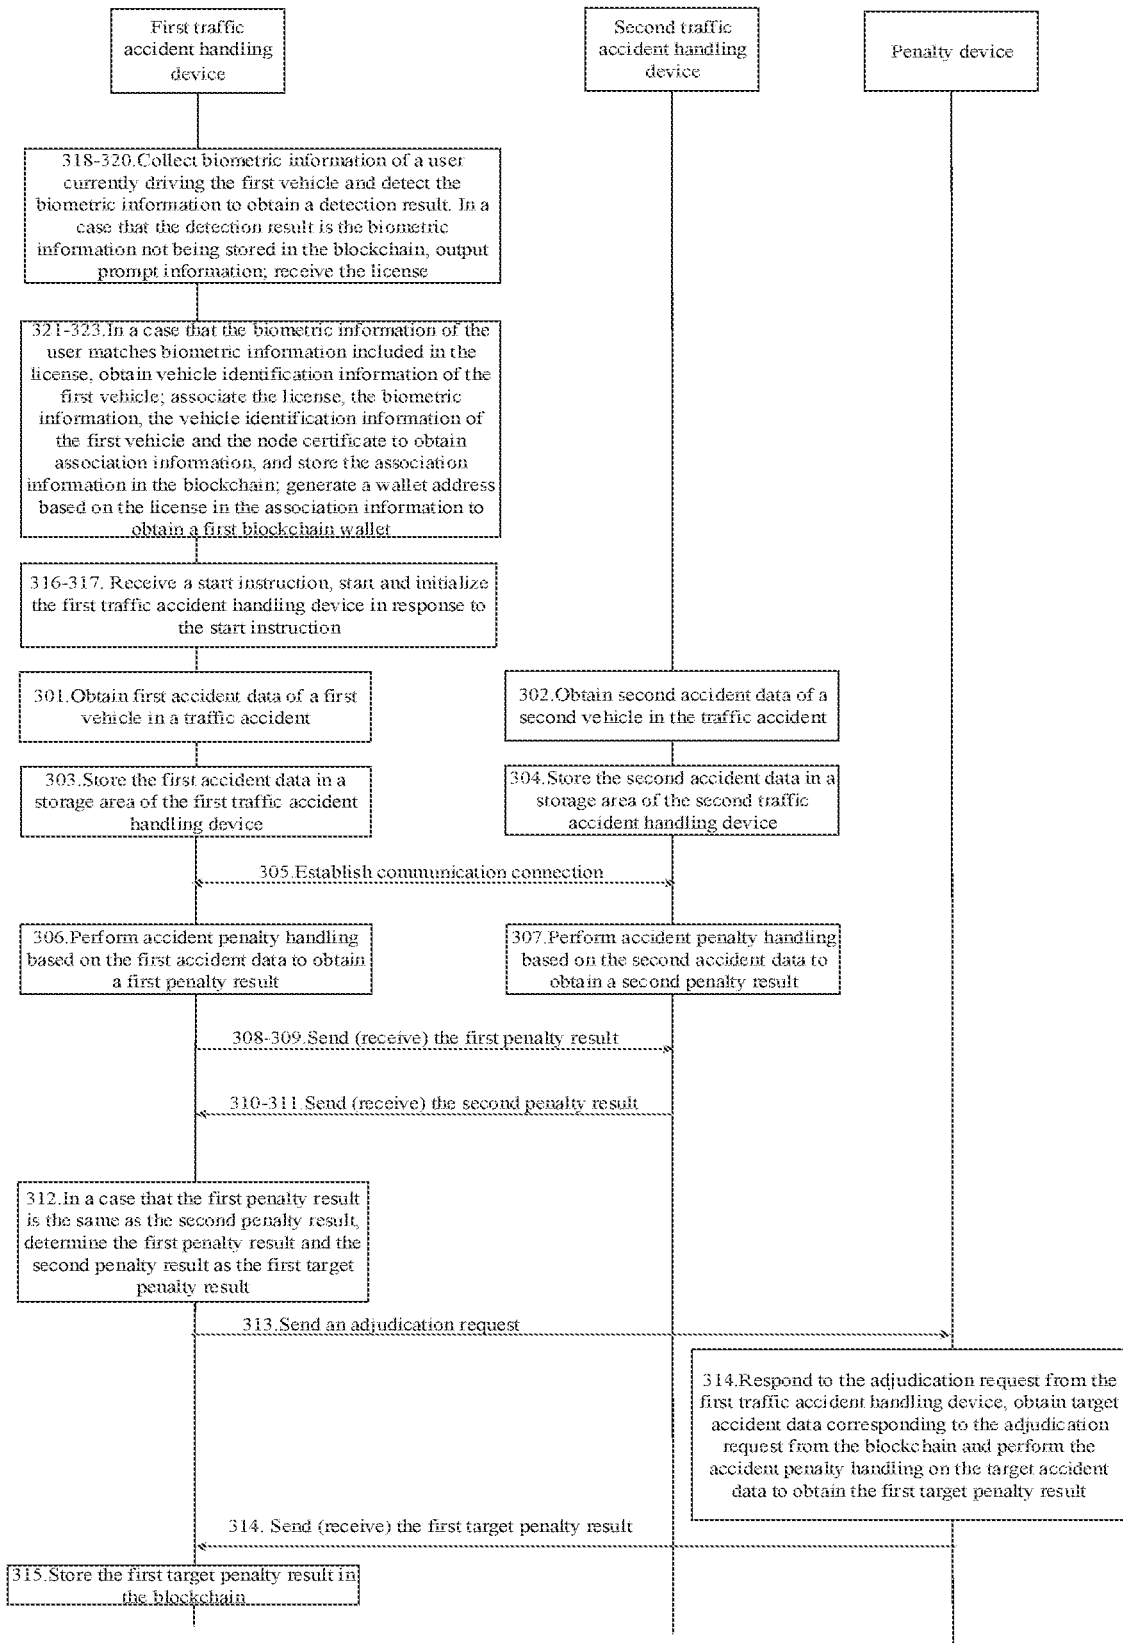 First traffic
accident handling
device
Second traffic
accident handling
device
Penalty device
318-320.Collect biometric information of a user
currently driving the first vehicle and detect the
biometric information to obtain a detection result. In a
case that the detection result is the biometric
information not being stored in the blockchain, output
prompt information; receive the license
321-323.In a case that the biometric information of the
user matches biometric information included in the
license, obtain vehicle identification information of the
first vehicle; associate the license, the biometric
information, the vehicle identification information of
the first vehicle and the node certificate to obtain
association information, and store the association
information in the blockchain; generate a wallet address
based on the license in the association information to
obtain a first blockchain wallet
316-317. Receive a start instruction, start and initialize
the first traffic accident handling device in response to
the start instruction
301.Obtain first accident data of a first
vehicle in a traffic accident
302.Obtain second accident data of a
second vehicle in the traffic accident
303.Store the first accident data in a
storage area of the first traffic accident
handling device
304.Store the second accident data in a
storage area of the second traffic
accident handling device
305.Establish communication connection
306.Perform accident penalty handling
based on the first accident data to obtain
a first penalty result
307.Perform accident penalty handling
based on the second accident data to
obtain a second penalty result
308-309.Send (receive) the first penalty result
310-311.Send (receive) the second penalty result
312.In a case that the first penalty result
is the same as the second penalty result,
determine the first penalty result and the
second penalty result as the first target
penalty result
313.Send an adjudication request
314.Respond to the adjudication request from the
first traffic accident handling device, obtain target
accident data corresponding to the adjudication
request from the blockchain and perform the
accident penalty handling on the target accident
data to obtain the first target penalty result
314. Send (receive) the first target penalty result
315.Store the first target penalty result in
the blockchain